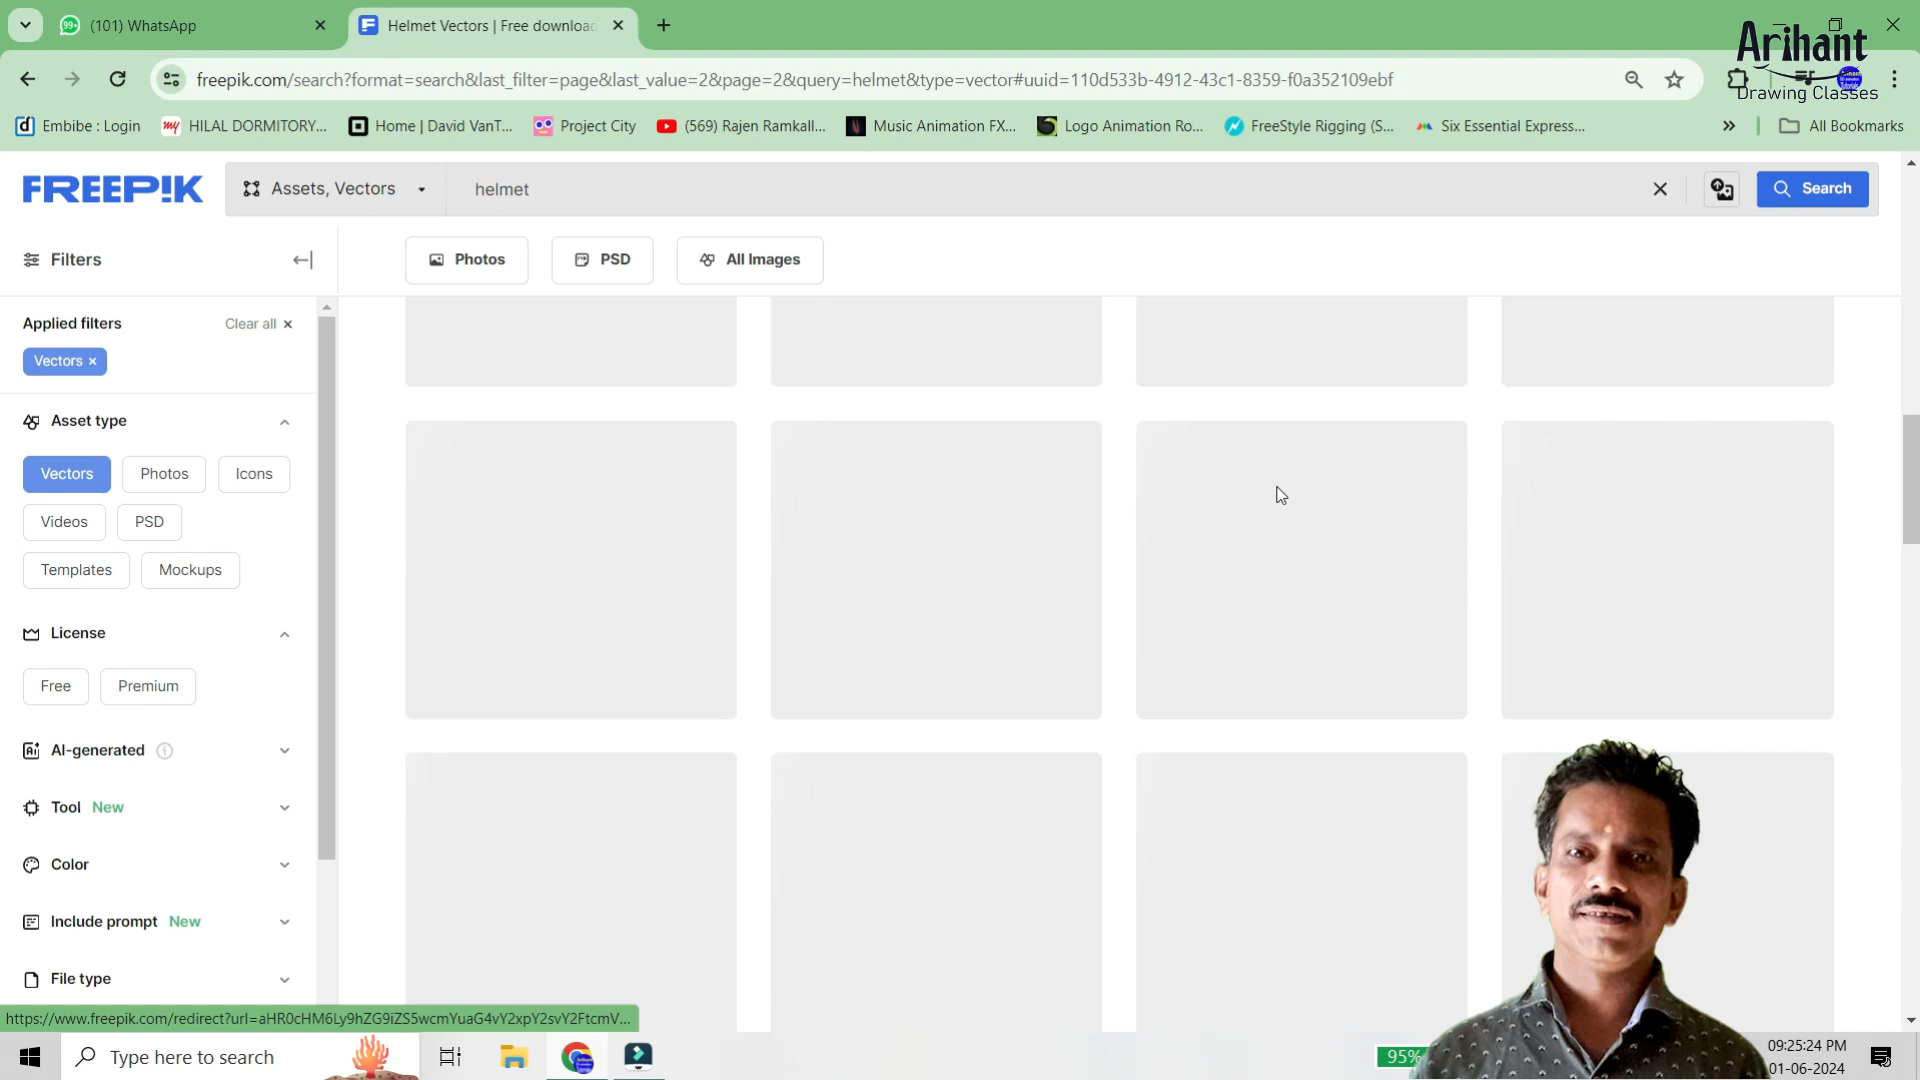 (101) WhatsApp
Helmet Vectors | Free downloa
Arihant
Drawing Classes
freepik.com/search?format=search&last_filter=page&last_value=2&page=2&query=helmet&type=vector#uuid=110d533b-4912-43c1-8359-f0a352109ebf
Embibe : Login
HILAL DORMITORY...
Home | David VanT...
Project City
(569) Rajen Ramkall...
Music Animation FX...
Logo Animation Ro...
FreeStyle Rigging (S...
Six Essential Express...
All Bookmarks
FREEPIK
Assets, Vectors
helmet
Search
Filters
Photos
PSD
All Images
Applied filters
Clear all
Vectors
Asset type
Vectors
Photos
Icons
Videos
PSD
Templates
Mockups
License
Free
Premium
AI-generated
Tool New
Color
Include prompt New
File type
https://www.freepik.com/redirect?url=aHR0cHM6Ly9hZG9iZS5wcmYuaG4vY2xpY2svY2FtcmV...
Type here to search
95%
09:25:24 PM
01-06-2024